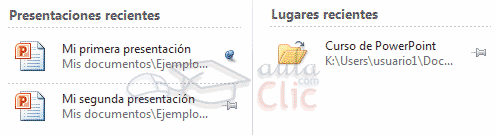 Presentaciones recientes
Mi primera presentación
Mis documentos\Ejemplo...
Mi segunda presentación
Mis documentos\Ejemplo...
Lugares recientes
Curso de PowerPoint
K:\Users\usuario1\Doc...
aula
.com
Clic